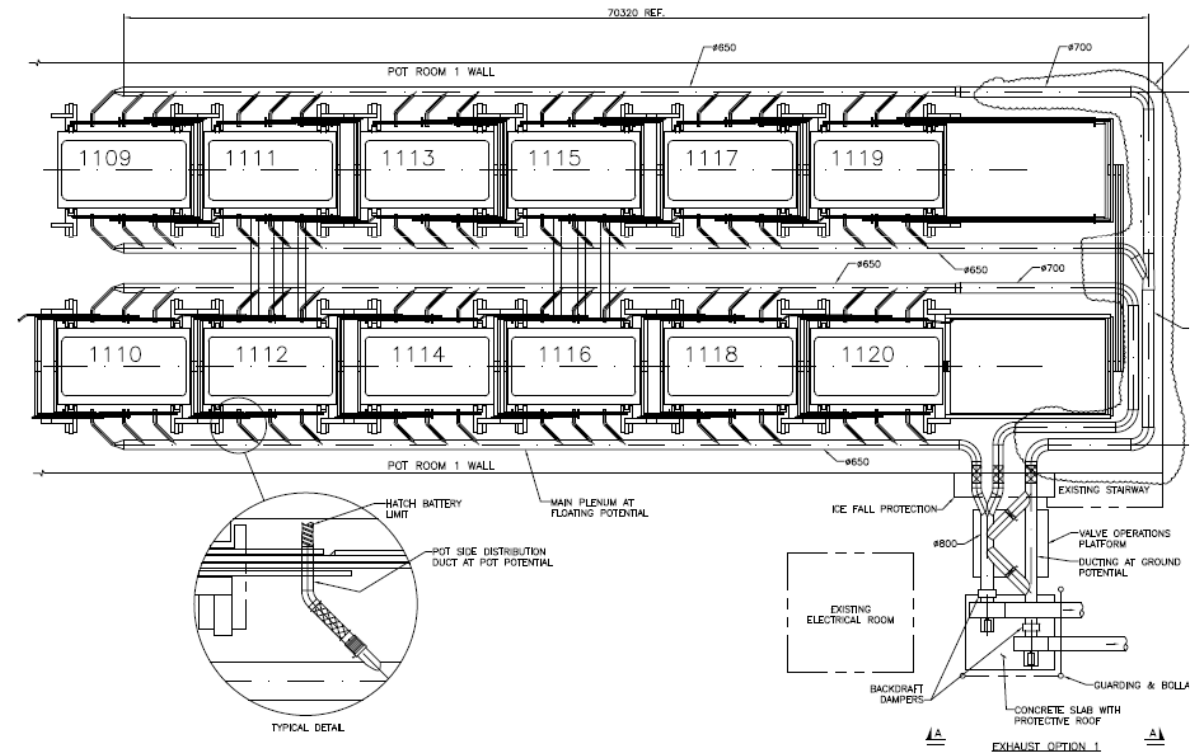 70320 REF.
ø650
ø700
POT ROOM 1 WALL
1109
1111
1113
1115
1117
1119
ø650
ø650
ø700
1110
1112
1114
1116
1118
1120
POT ROOM 1 WALL
ø650
MAIN PLENUM AT
FLOATING POTENTIAL
HATCH BATTERY
LIMIT
POT SIDE DISTRIBUTION
DUCT AT POT POTENTIAL
TYPICAL DETAIL
ICE FALL PROTECTION
EXISTING STAIRWAY
ø800
VALVE OPERATIONS
PLATFORM
DUCTING AT GROUND
POTENTIAL
EXISTING
ELECTRICAL ROOM
BACKDRAFT
DAMPERS
GUARDING & BOLLA
CONCRETE SLAB WITH
PROTECTIVE ROOF
A
A
EXHAUST OPTION 1